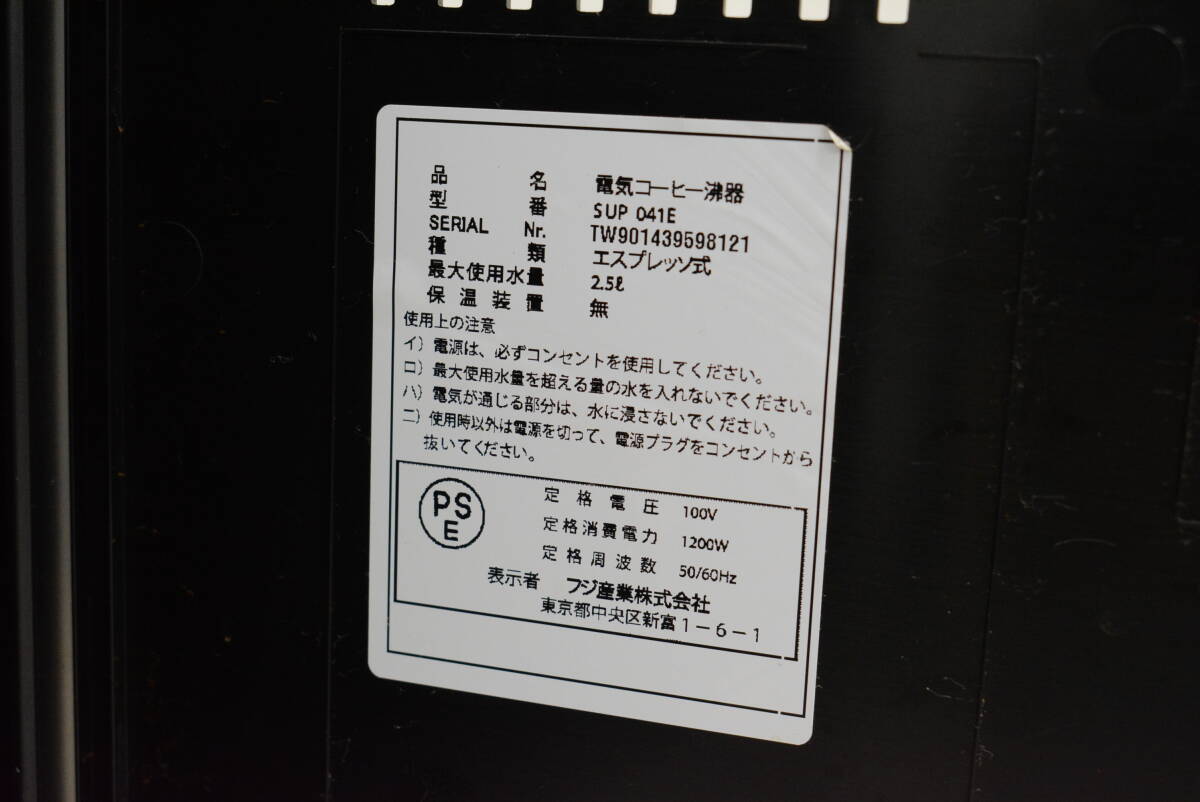 品名 電気コーヒー沸器
型番 SUP 041E
SERIAL Nr. TW901439598121
種類 エスプレッソ式
最大使用水量 2.5ℓ
保温装置 無
使用上の注意
イ）電源は、必ずコンセントを使用してください。
ロ）最大使用水量を超える量の水を入れないでください。
ハ）電気が通じる部分は、水に浸さないでください。
ニ）使用時以外は電源を切って、電源プラグをコンセントから
抜いてください。
PS
E
定格電圧 100V
定格消費電力 1200W
定格周波数 50/60Hz
表示者 フジ産業株式会社
東京都中央区新富1－6－1